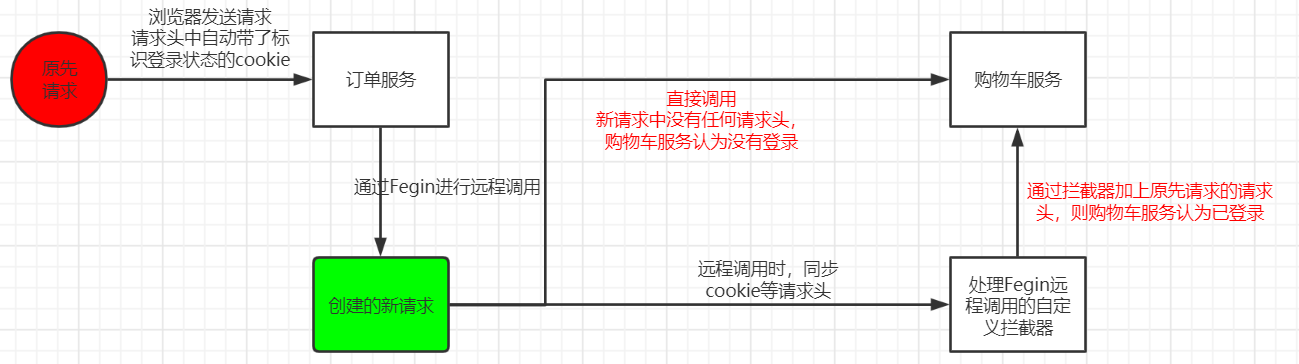 浏览器发送请求
请求头中自动带了标
识登录状态的cookie
原先
请求
订单服务
购物车服务
直接调用
新请求中没有任何请求头，
购物车服务认为没有登录
通过Fegin进行远程调用
通过拦截器加上原先请求的请求
头，则购物车服务认为已登录
创建的新请求
远程调用时，同步
cookie等请求头
处理Fegin远
程调用的自定
义拦截器